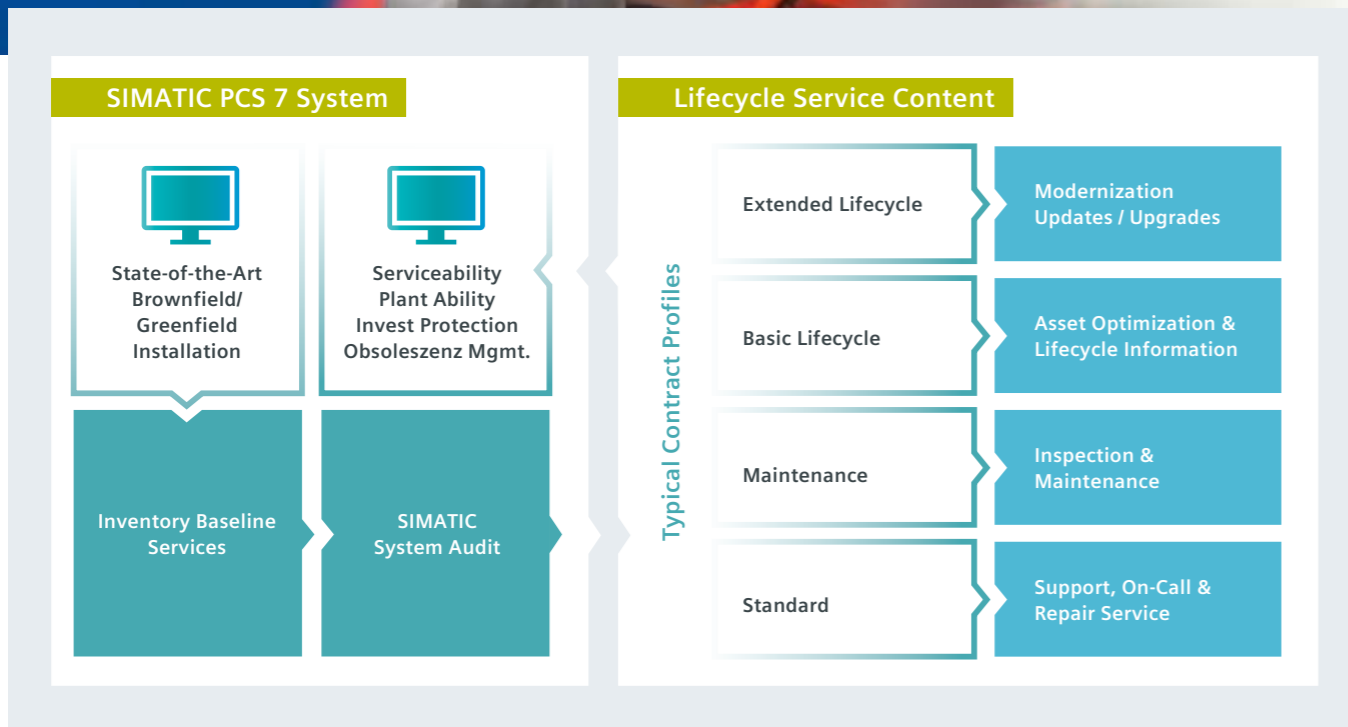 SIMATIC PCS 7 System
State-of-the-Art
Brownfield/
Greenfield
Installation
Serviceability
Plant Ability
Invest Protection
Obsoleszenz Mgmt.
Inventory Baseline
Services
SIMATIC
System Audit
Lifecycle Service Content
Typical Contract Profiles
Extended Lifecycle
Modernization
Updates / Upgrades
Basic Lifecycle
Asset Optimization &
Lifecycle Information
Maintenance
Inspection &
Maintenance
Standard
Support, On-Call &
Repair Service